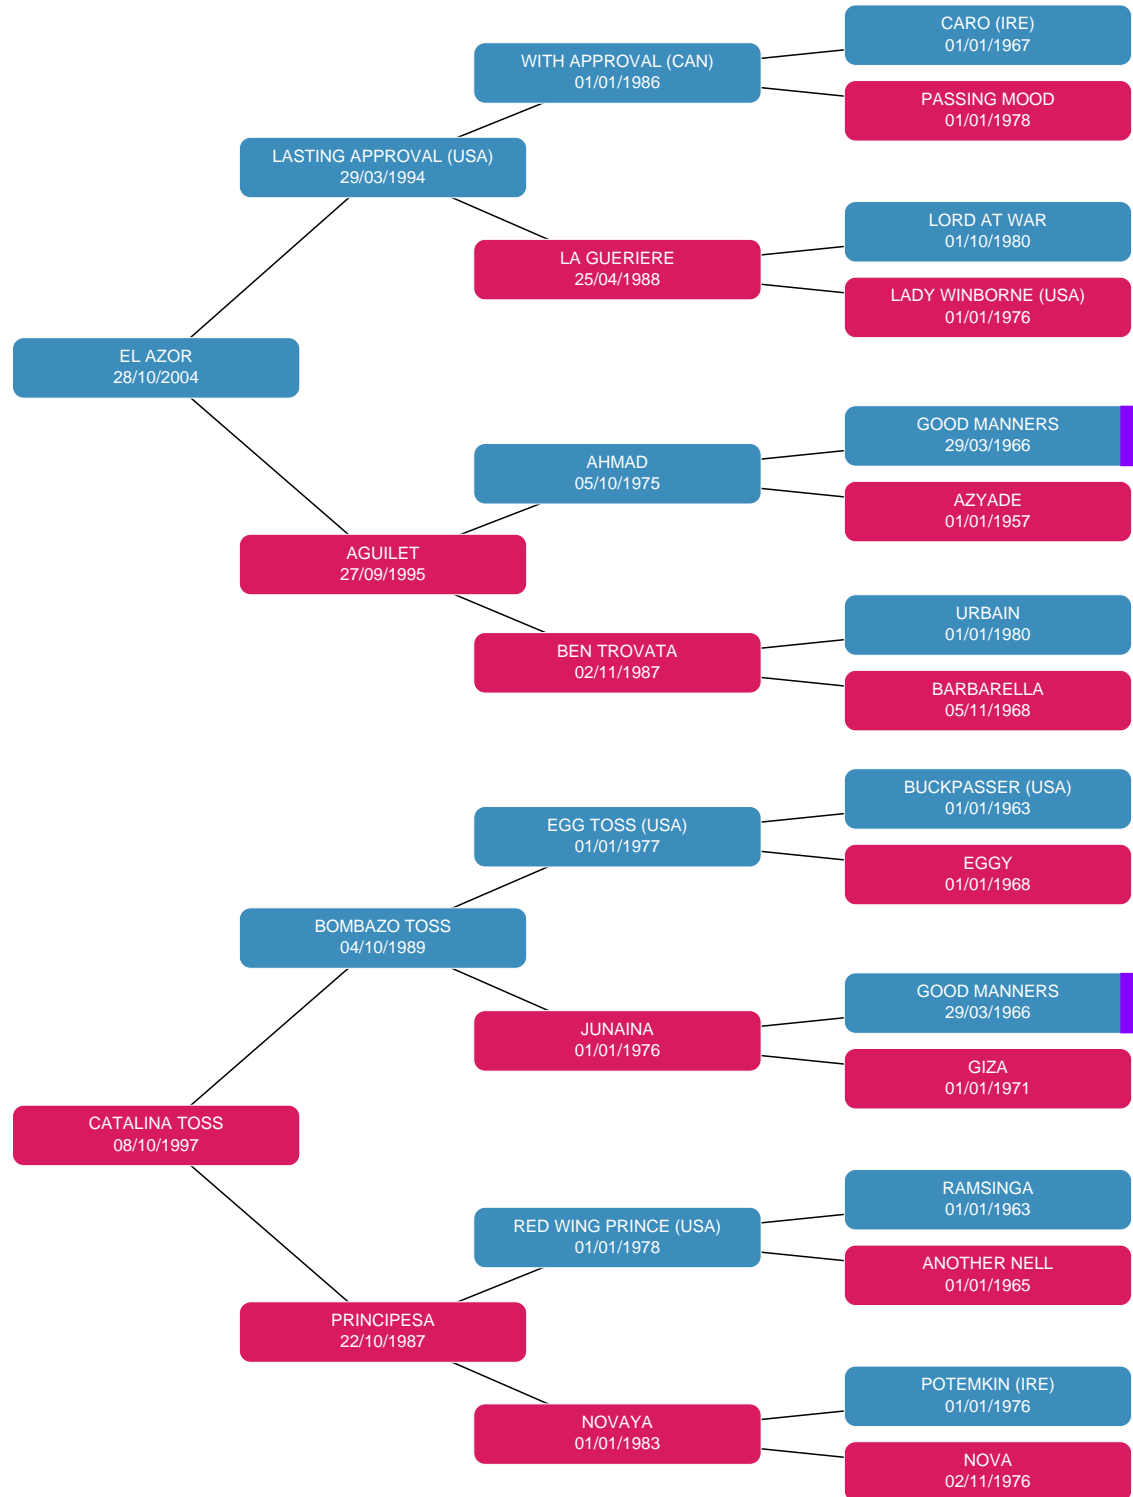 CARO (IRE)
01/01/1967
WITH APPROVAL (CAN)
01/01/1986
PASSING MOOD
01/01/1978
LASTING APPROVAL (USA)
29/03/1994
LORD AT WAR
01/10/1980
LA GUERIERE
25/04/1988
LADY WINBORNE (USA)
01/01/1976
EL AZOR
28/10/2004
GOOD MANNERS
29/03/1966
AHMAD
05/10/1975
AZYADE
01/01/1957
AGUILET
27/09/1995
URBAIN
01/01/1980
BEN TROVATA
02/11/1987
BARBARELLA
05/11/1968
BUCKPASSER (USA)
01/01/1963
EGG TOSS (USA)
01/01/1977
EGGY
01/01/1968
BOMBAZO TOSS
04/10/1989
GOOD MANNERS
29/03/1966
JUNAINA
01/01/1976
GIZA
01/01/1971
CATALINA TOSS
08/10/1997
RAMSINGA
01/01/1963
RED WING PRINCE (USA)
01/01/1978
ANOTHER NELL
01/01/1965
PRINCIPESA
22/10/1987
POTEMKIN (IRE)
01/01/1976
NOVAYA
01/01/1983
NOVA
02/11/1976